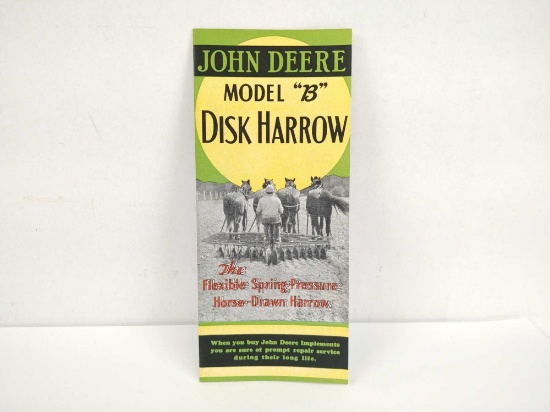 JOHN DEERE
MODEL "B"
DISK HARROW
The
Flexible Spring-Pressure
Horse-Drawn Harrow.
When you buy John Deere Implements
you are sure of prompt repair service
during their long life.